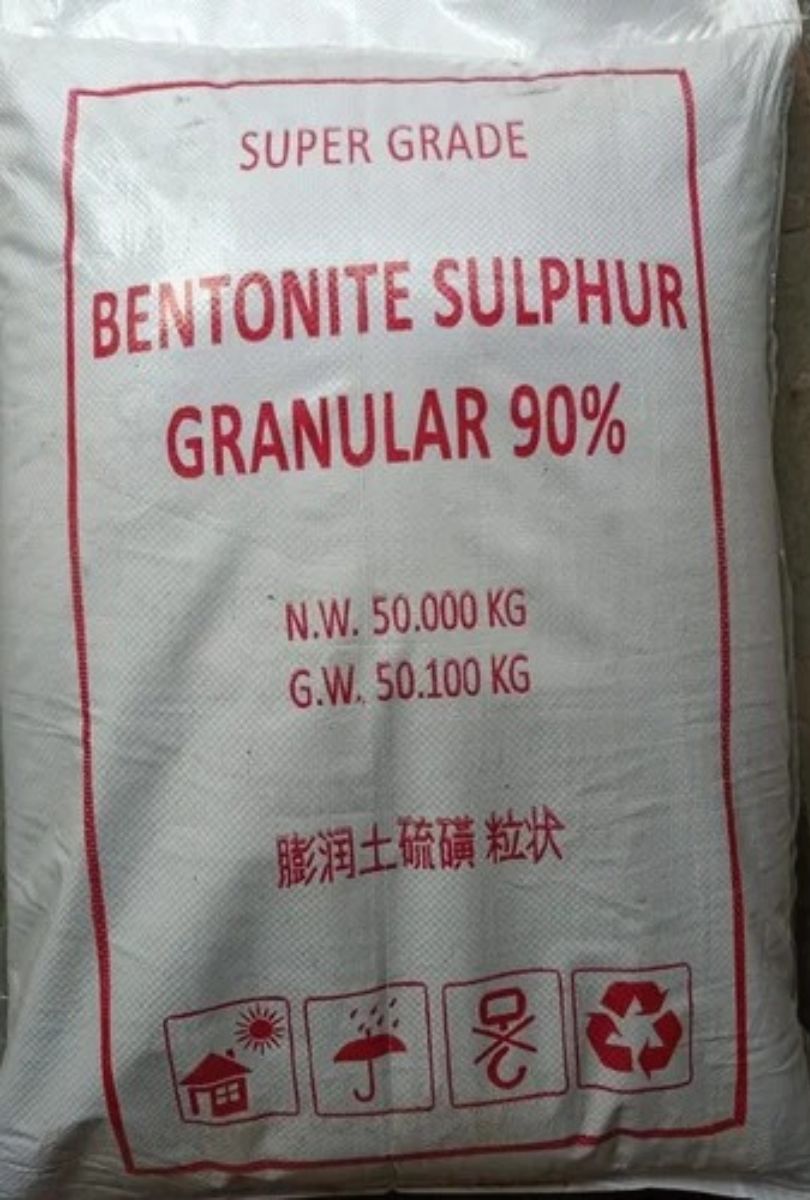 SUPER GRADE
BENTONITE SULPHUR
GRANULAR 90%
N.W. 50.000 KG
G.W. 50.100 KG
膨润土硫磺 粒状